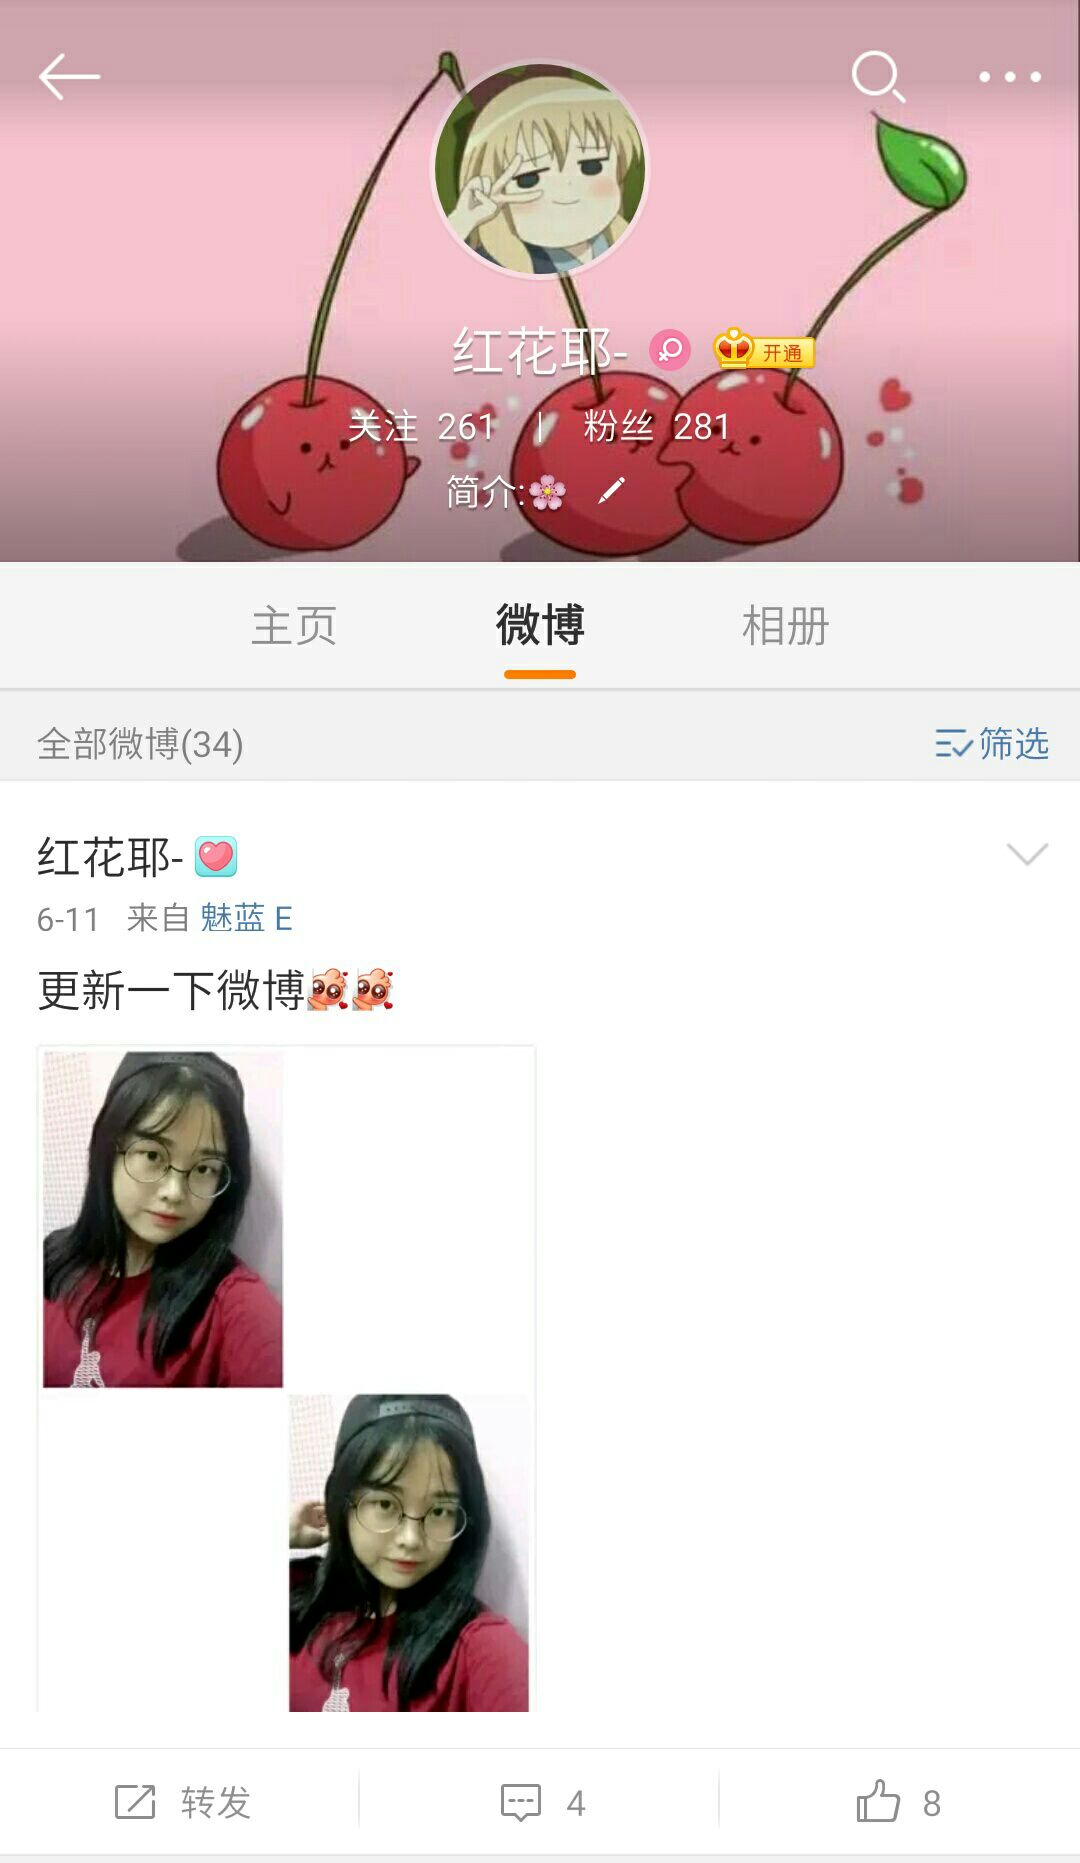 红花耶- 开通
关注 261 | 粉丝 281
简介:🌸
主页 微博 相册
全部微博(34) 筛选
红花耶-
6-11 来自 魅蓝 E
更新一下微博
转发 4 8